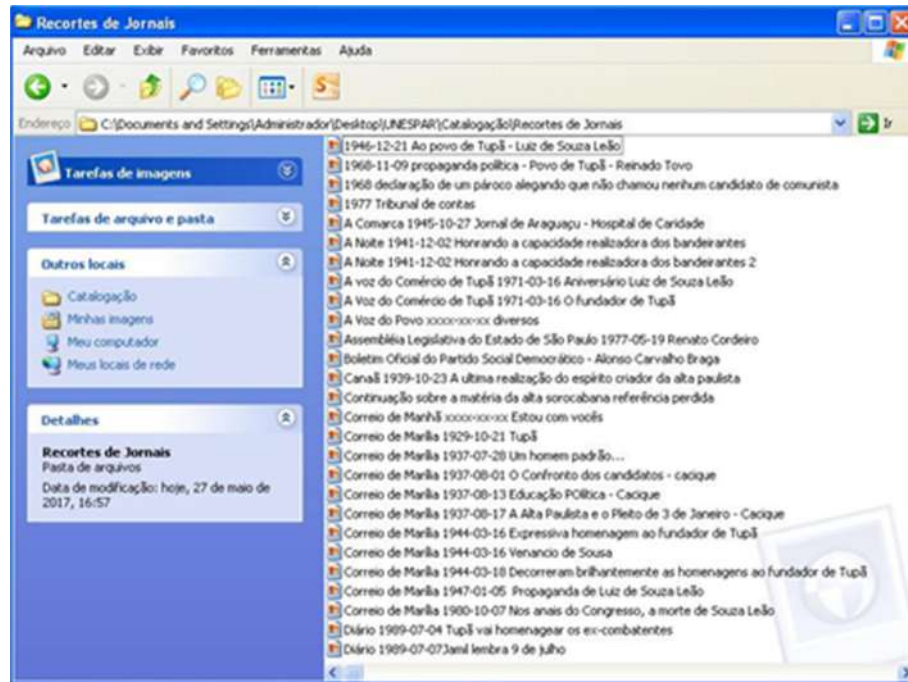 Recortes de Jornais
Arquivo Editar Exibir Favoritos Ferramentas Ajuda
Endereço C:\Documents and Settings\Administrador\Desktop\UNESPAR\Catalogação\Recortes de Jornais Ir
Tarefas de imagens
Tarefas de arquivo e pasta
Outros locais
Catalogação
Minhas imagens
Meu computador
Meus locais de rede
Detalhes
Recortes de Jornais
Pasta de arquivos
Data de modificação: hoje, 27 de maio de
2017, 16:57
1946-12-21 Ao povo de Tupã - Luiz de Souza Leão
1968-11-09 propaganda política - Povo de Tupã - Reinado Tovo
1968 declaração de um pároco alegando que não chamou nenhum candidato de comunista
1977 Tribunal de contas
A Comarca 1945-10-27 Jornal de Araguaçu - Hospital de Caridade
A Noite 1941-12-02 Honrando a capacidade realizadora dos bandeirantes
A Noite 1941-12-02 Honrando a capacidade realizadora dos bandeirantes 2
A voz do Comércio de Tupã 1971-03-16 Aniversário Luiz de Souza Leão
A Voz do Comércio de Tupã 1971-03-16 O fundador de Tupã
A Voz do Povo xxxx-xx-xx diversos
Assembléia Legislativa do Estado de São Paulo 1977-05-19 Renato Cordeiro
Boletim Oficial do Partido Social Democrático - Alonso Carvalho Braga
Canaã 1939-10-23 A ultima realização do espírito criador da alta paulista
Continuação sobre a matéria da alta sorocabana referência perdida
Correio de Manhã xxxx-xx-xx Estou com vocês
Correio de Marília 1929-10-21 Tupã
Correio de Marília 1937-07-28 Um homem padrão...
Correio de Marília 1937-08-01 O Confronto dos candidatos - cacique
Correio de Marília 1937-08-13 Educação POlítica - Cacique
Correio de Marília 1937-08-17 A Alta Paulista e o Pleito de 3 de Janeiro - Cacique
Correio de Marília 1944-03-16 Expressiva homenagem ao fundador de Tupã
Correio de Marília 1944-03-16 Venancio de Sousa
Correio de Marília 1944-03-18 Decorreram brilhantemente as homenagens ao fundador de Tupã
Correio de Marília 1947-01-05 Propaganda de Luiz de Souza Leão
Correio de Marília 1980-10-07 Nos anais do Congresso, a morte de Souza Leão
Diário 1989-07-04 Tupã vai homenagear os ex-combatentes
Diário 1989-07-07Jamil lembra 9 de julho